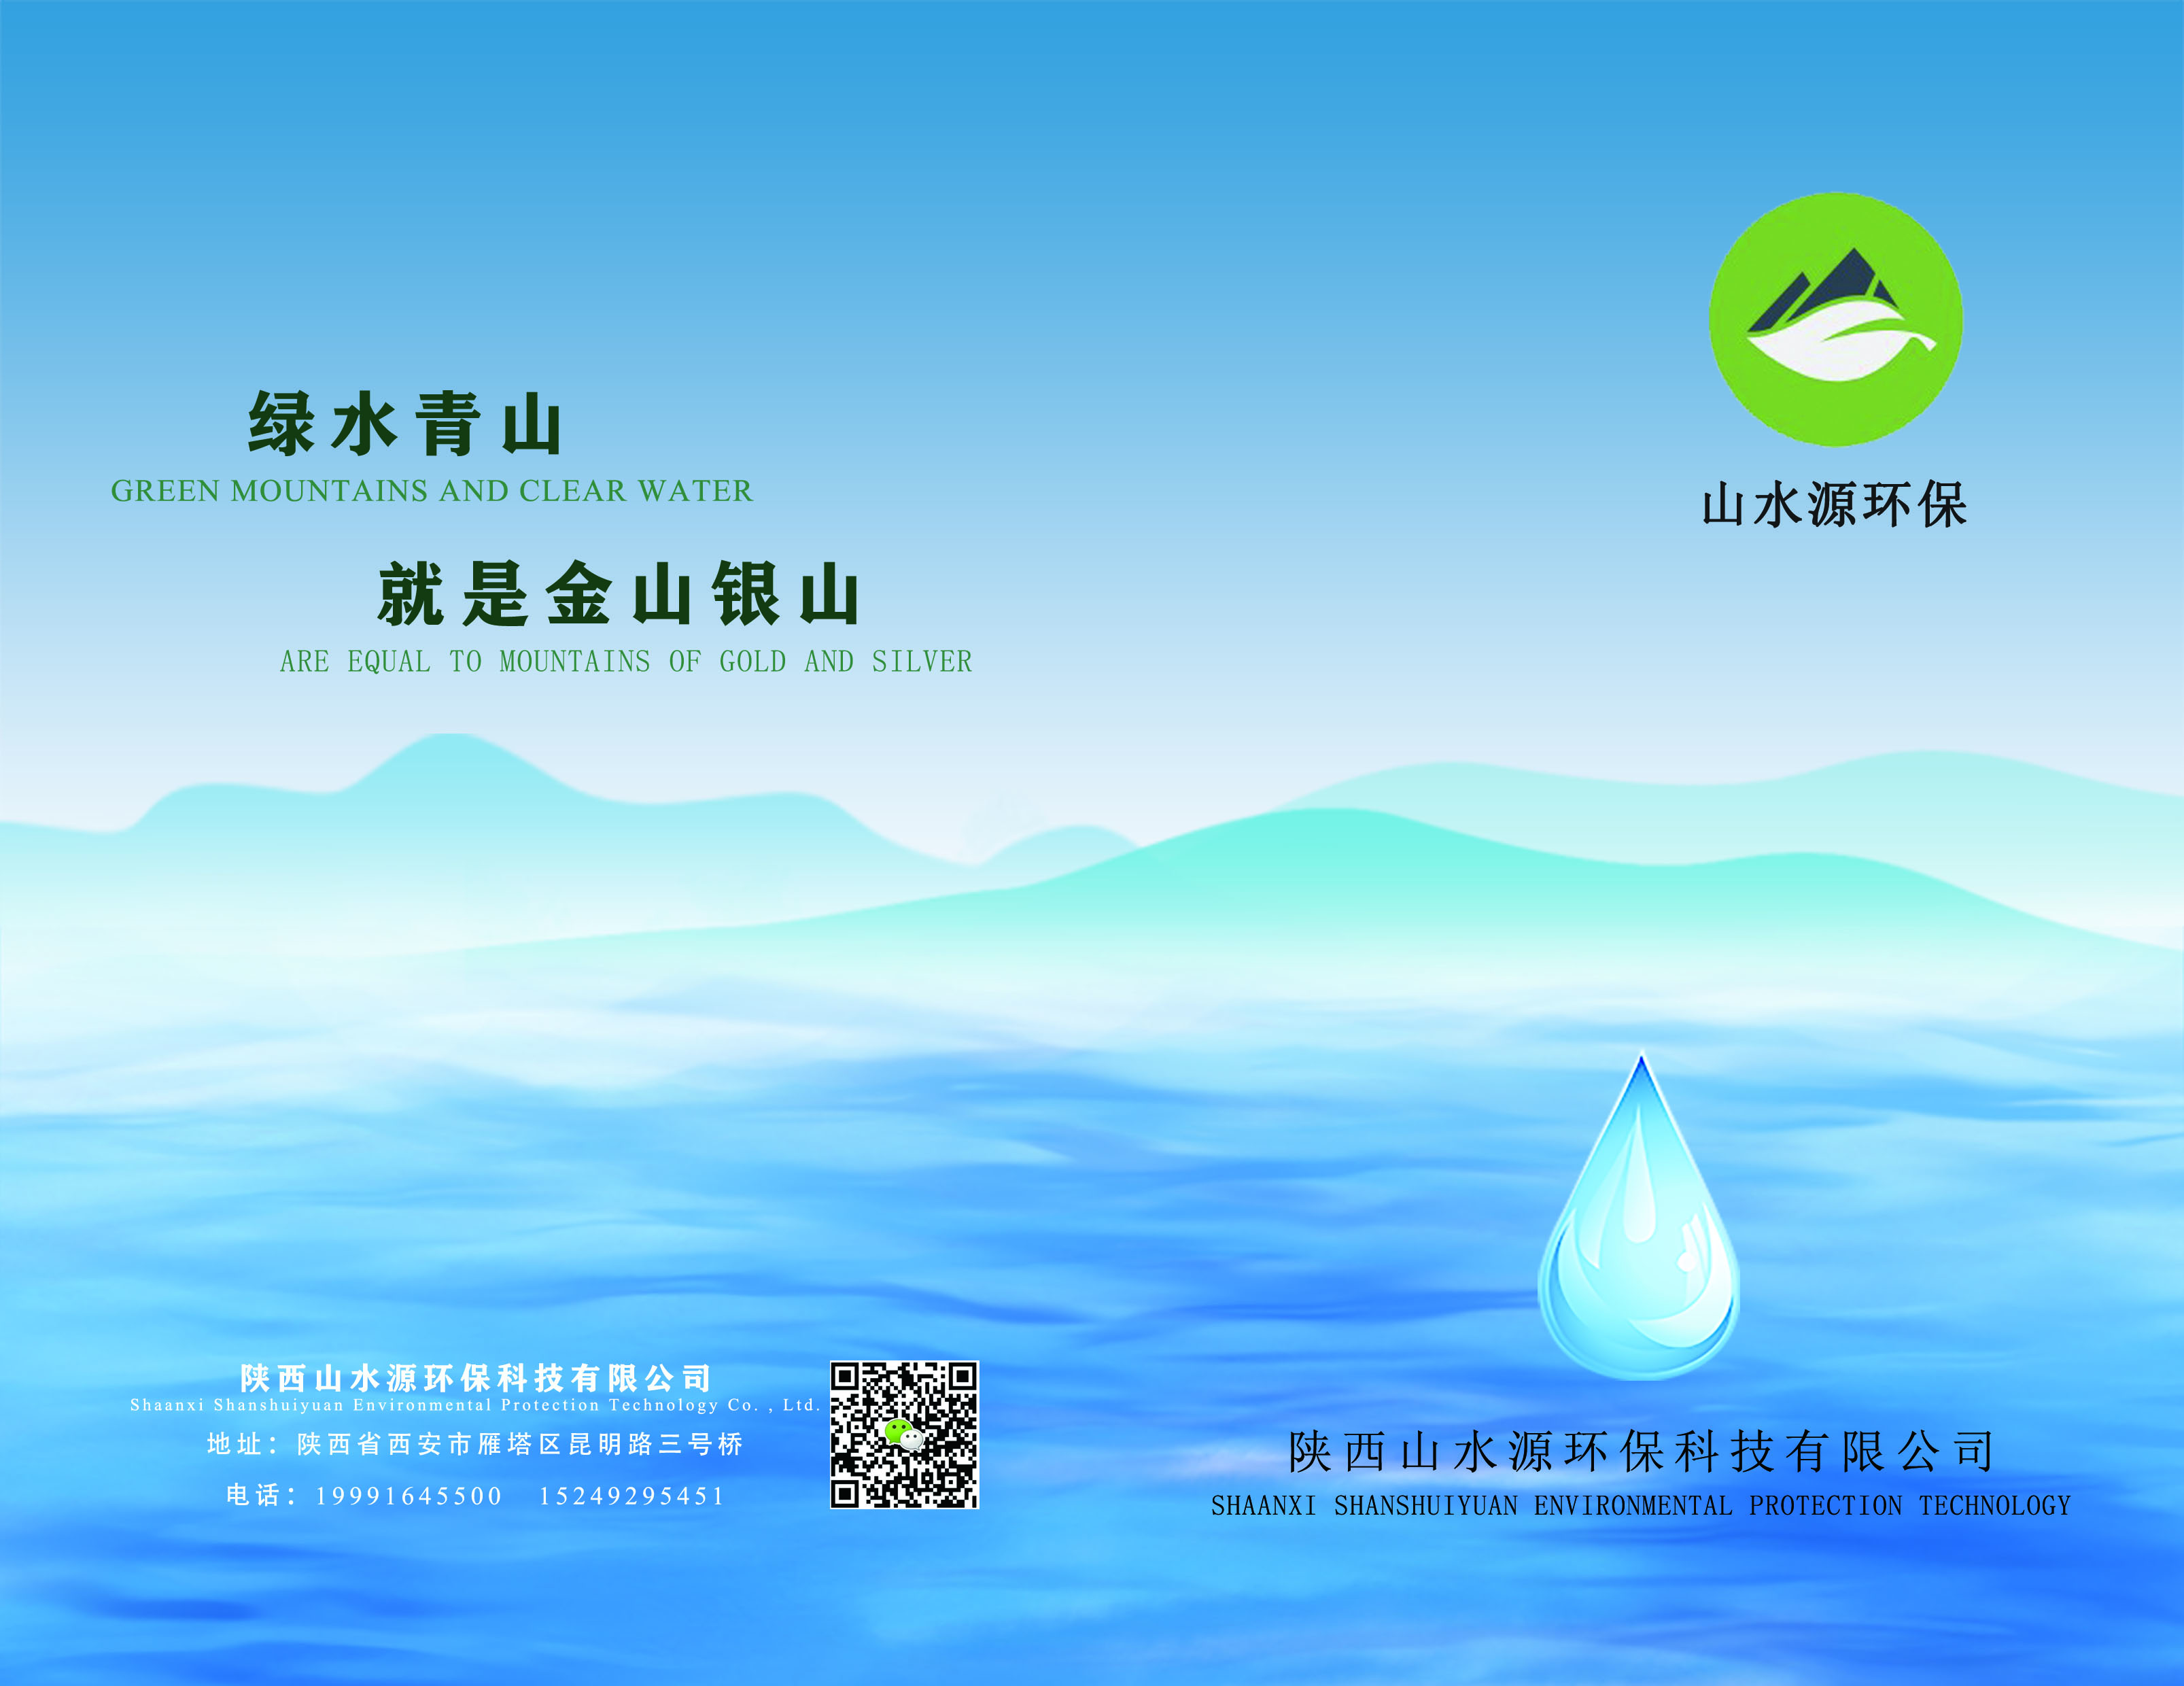 绿水青山
GREEN MOUNTAINS AND CLEAR WATER
就是金山银山
ARE EQUAL TO MOUNTAINS OF GOLD AND SILVER
山水源环保
陕西山水源环保科技有限公司
Shaanxi Shanshuiyuan Environmental Protection Technology Co. , Ltd.
地址：陕西省西安市雁塔区昆明路三号桥
电话：19991645500 15249295451
陕西山水源环保科技有限公司
SHAANXI SHANSHUIYUAN ENVIRONMENTAL PROTECTION TECHNOLOGY